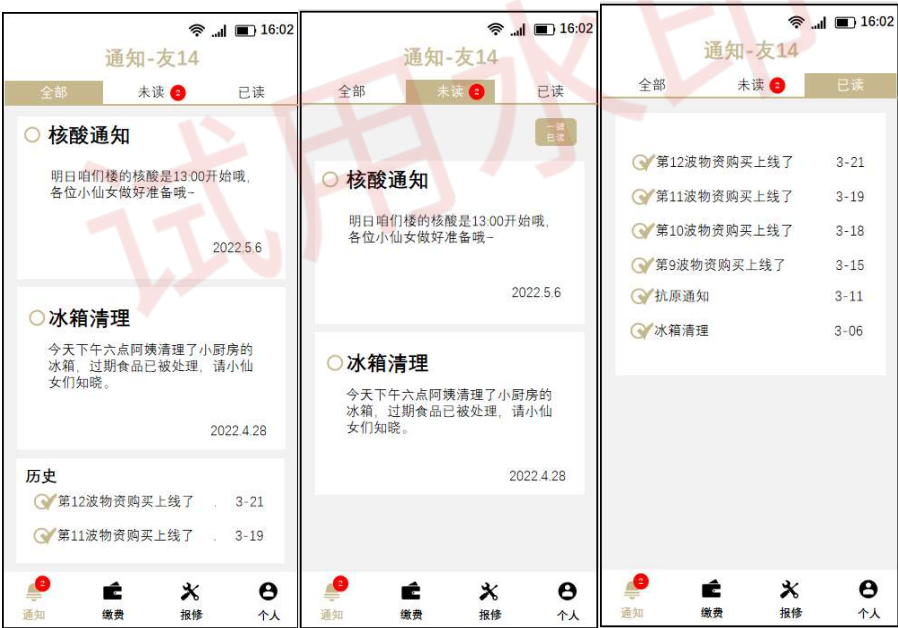 16:02
通知-友14
全部
未读 2
已读
核酸通知
明日咱们楼的核酸是13:00开始哦,
各位小仙女做好准备哦~
2022.5.6
冰箱清理
今天下午六点阿姨清理了小厨房的
冰箱, 过期食品已被处理, 请小仙
女们知晓。
2022.4.28
历史
第12波物资购买上线了 . 3-21
第11波物资购买上线了 . 3-19
2
通知
缴费
报修
个人
16:02
通知-友14
全部
未读 2
已读
一键
已读
核酸通知
明日咱们楼的核酸是13:00开始哦,
各位小仙女做好准备哦~
2022.5.6
冰箱清理
今天下午六点阿姨清理了小厨房的
冰箱, 过期食品已被处理, 请小仙
女们知晓。
2022.4.28
2
通知
缴费
报修
个人
16:02
通知-友14
全部
未读 2
已读
第12波物资购买上线了 3-21
第11波物资购买上线了 3-19
第10波物资购买上线了 3-18
第9波物资购买上线了 3-15
抗原通知 3-11
冰箱清理 3-06
2
通知
缴费
报修
个人
试用水印